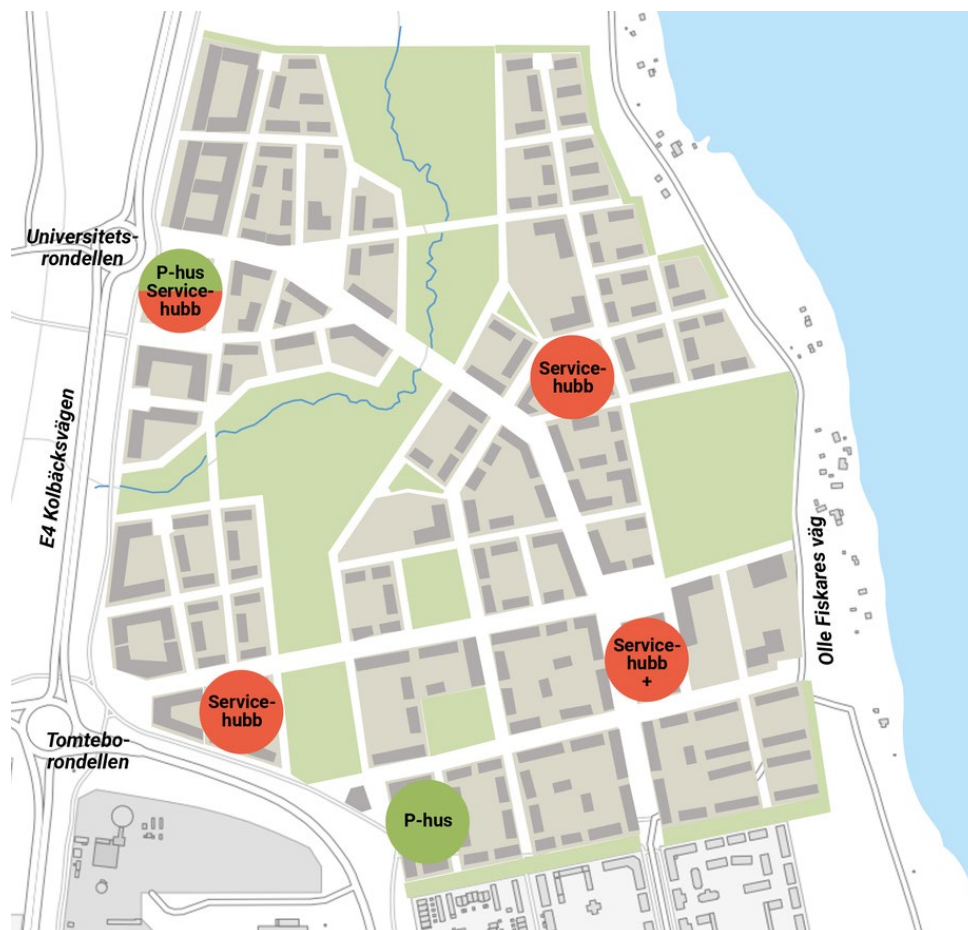 Universitets-
rondellen
P-hus
Service-
hubb
Service-
hubb
E4 Kolbäcksvägen
Olle Fiskares väg
Service-
hubb
+
Service-
hubb
Tomtebo-
rondellen
P-hus